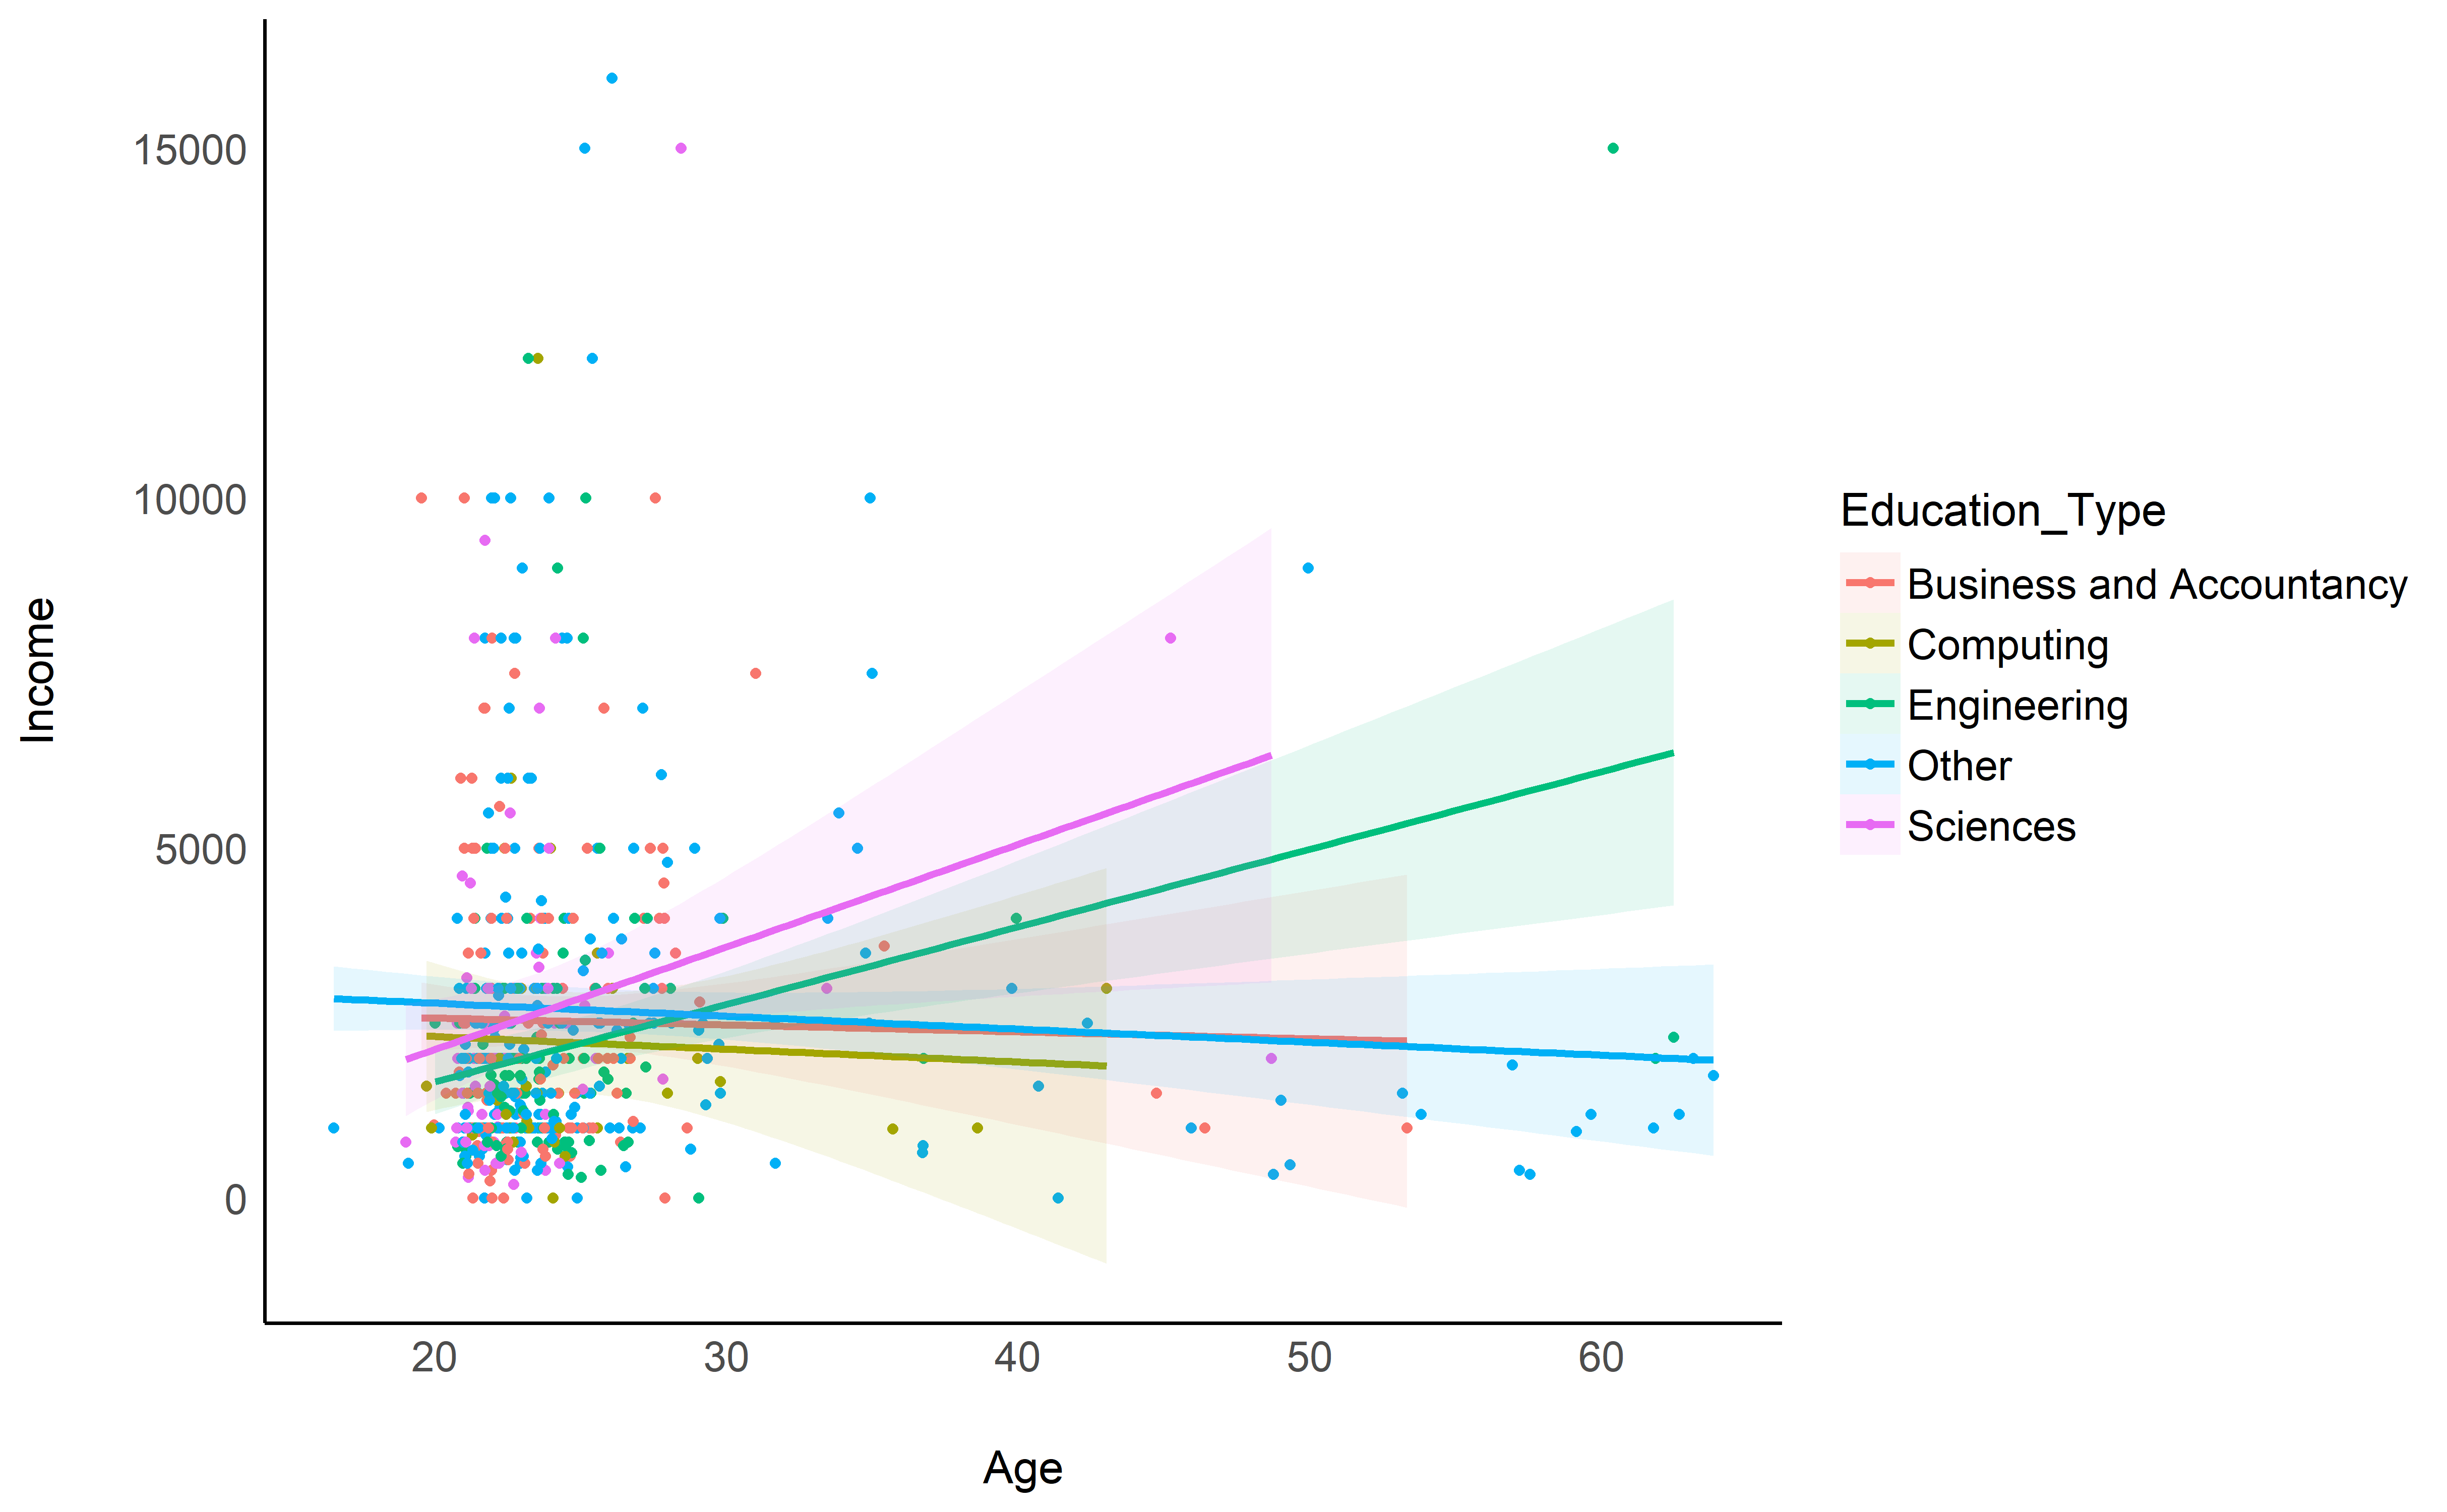 Income
15000
10000
5000
0
20 30 40 50 60
Age
Education_Type
Business and Accountancy
Computing
Engineering
Other
Sciences